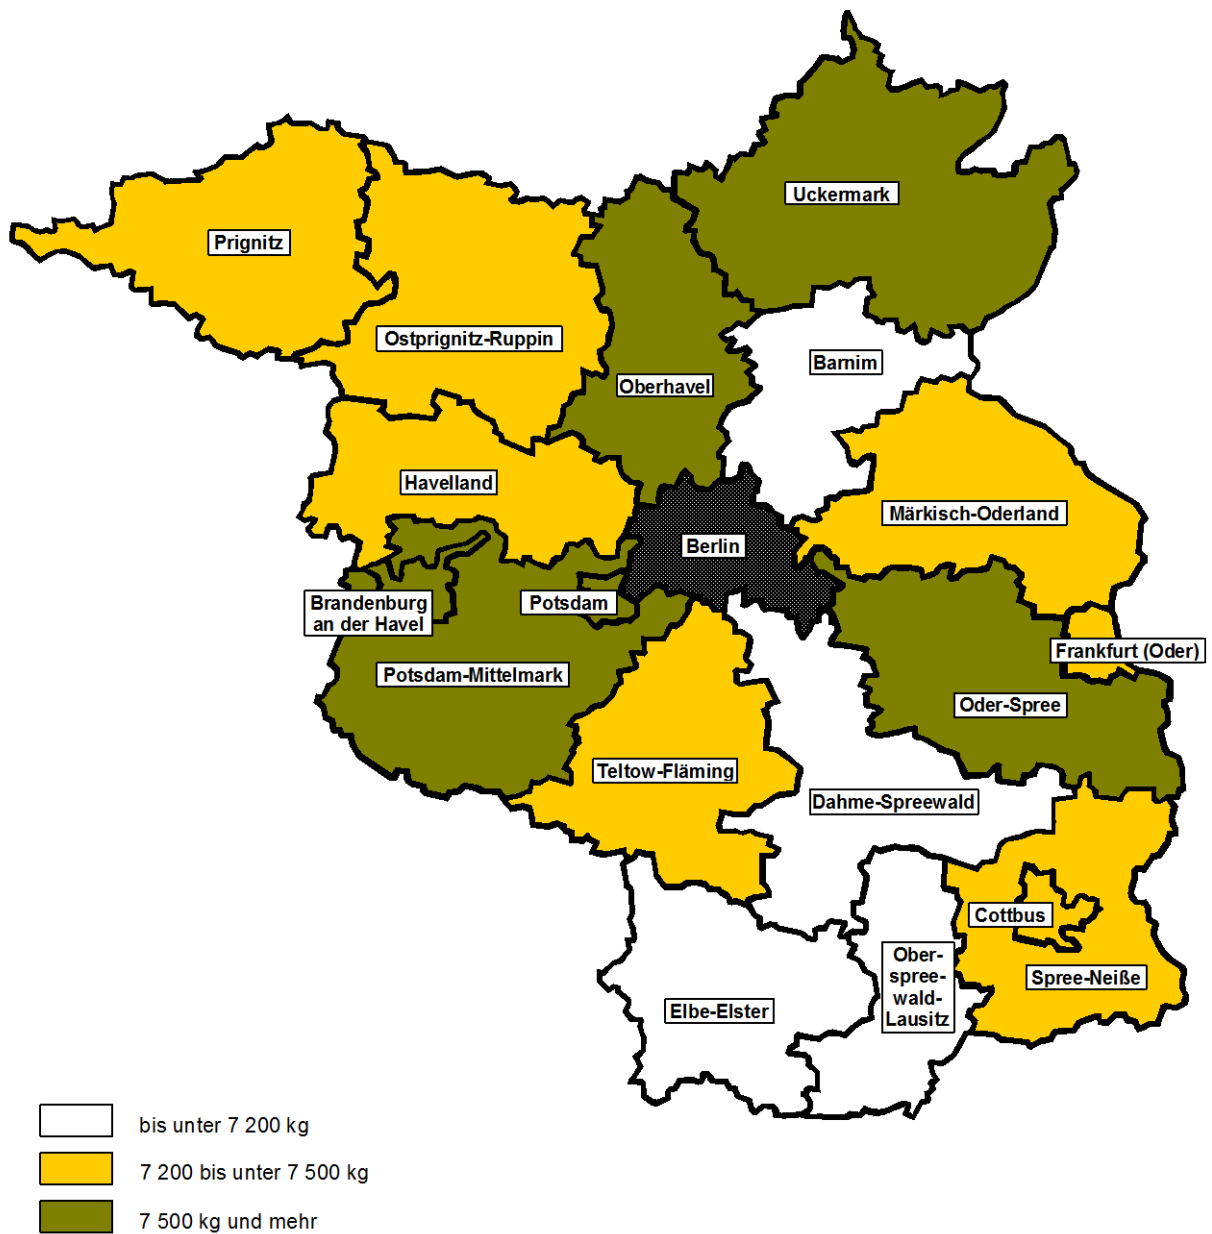 Uckermark
Prignitz
Ostprignitz-Ruppin
Barnim
Oberhavel
Havelland
Märkisch-Oderland
Berlin
Brandenburg
an der Havel
Potsdam
Frankfurt (Oder)
Potsdam-Mittelmark
Oder-Spree
Teltow-Fläming
Dahme-Spreewald
Cottbus
Ober-
spree-
wald-
Lausitz
Spree-Neiße
Elbe-Elster
bis unter 7 200 kg
7 200 bis unter 7 500 kg
7 500 kg und mehr